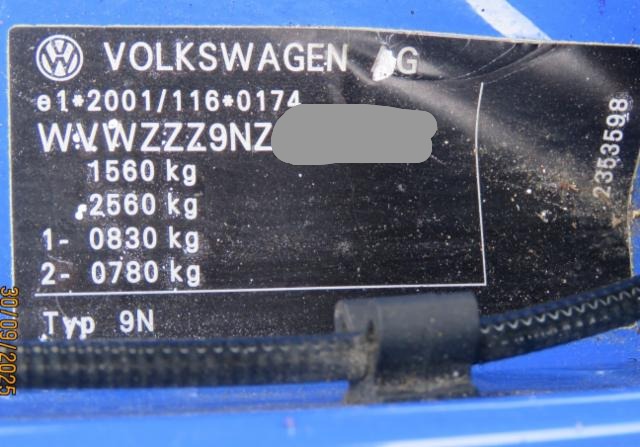 VOLKSWAGEN AG
e1*2001/116*0174
WVWZZZ9NZ
1560 kg
2560 kg
1- 0830 kg
2- 0780 kg
Typ 9N
2353598
30/09/2025